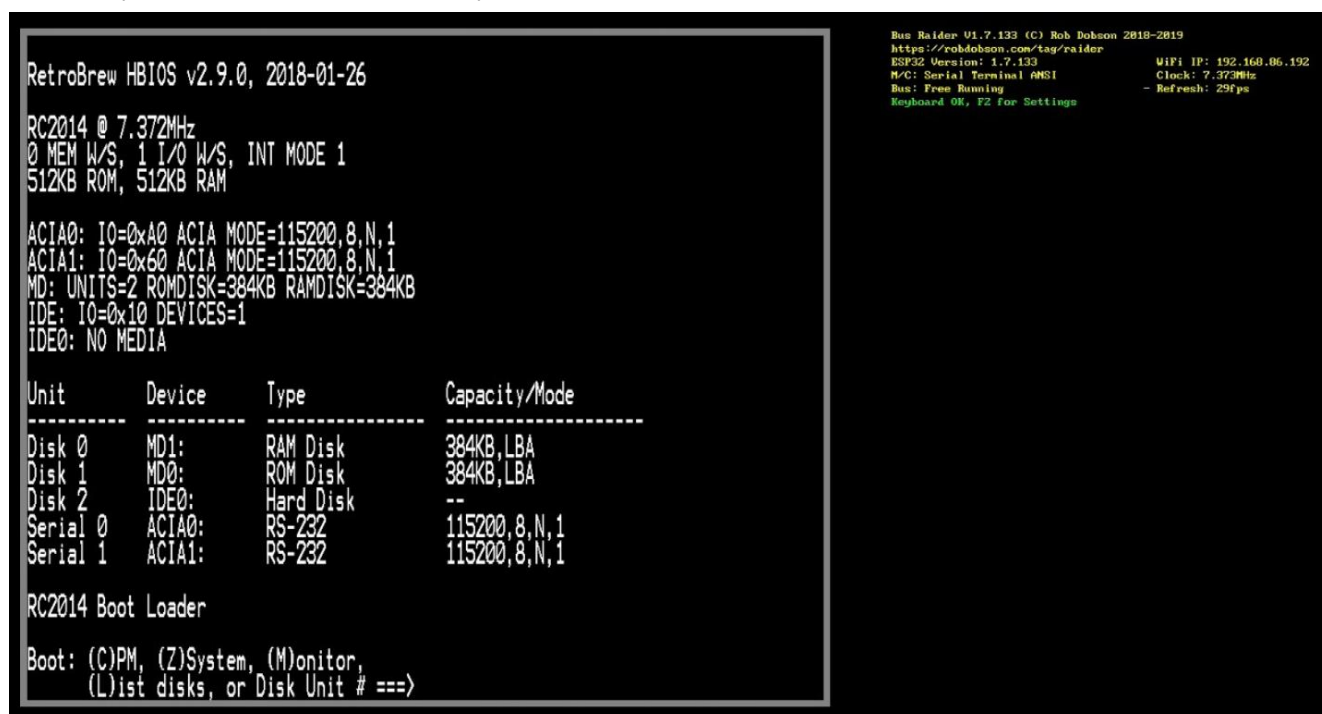 RetroBrew HBIOS v2.9.0, 2018-01-26
RC2014 @ 7.372MHz
0 MEM W/S, 1 I/O W/S, INT MODE 1
512KB ROM, 512KB RAM
ACIA0: IO=0xA0 ACIA MODE=115200,8,N,1
ACIA1: IO=0x60 ACIA MODE=115200,8,N,1
MD: UNITS=2 ROMDISK=384KB RAMDISK=384KB
IDE: IO=0x10 DEVICES=1
IDE0: NO MEDIA
Unit Device Type Capacity/Mode
---------- ---------- ---------------- --------------------
Disk 0 MD1: RAM Disk 384KB,LBA
Disk 1 MD0: ROM Disk 384KB,LBA
Disk 2 IDE0: Hard Disk --
Serial 0 ACIA0: RS-232 115200,8,N,1
Serial 1 ACIA1: RS-232 115200,8,N,1
RC2014 Boot Loader
Boot: (C)PM, (Z)System, (M)onitor,
(L)ist disks, or Disk Unit # ===>
Bus Raider V1.7.133 (C) Rob Dobson 2018-2019
https://robdobson.com/tag/raider
ESP32 Version: 1.7.133 WiFi IP: 192.168.86.192
M/C: Serial Terminal ANSI Clock: 7.373MHz
Bus: Free Running - Refresh: 29fps
Keyboard OK, F2 for Settings